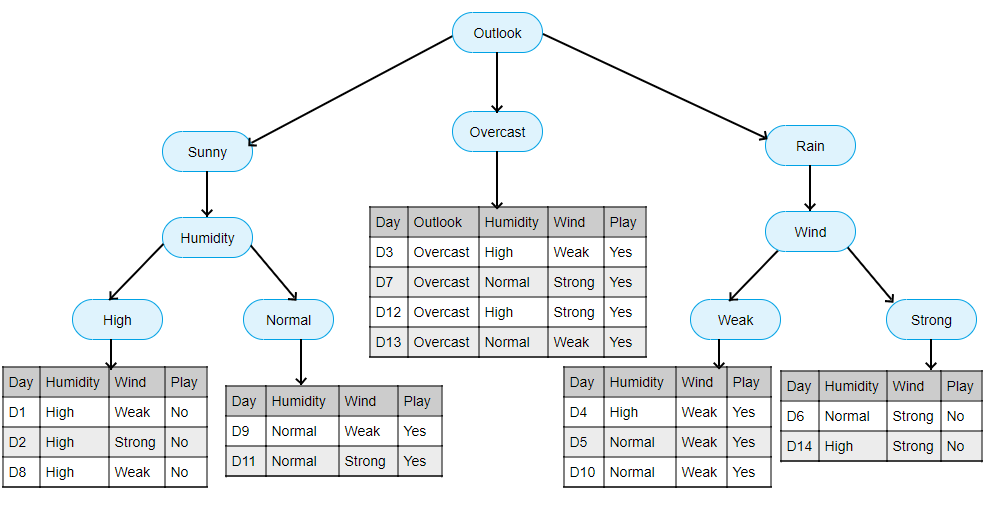 Outlook
Sunny
Overcast
Rain
Humidity
Wind
High
Normal
Weak
Strong
Day Outlook Humidity Wind Play
D3 Overcast High Weak Yes
D7 Overcast Normal Strong Yes
D12 Overcast High Strong Yes
D13 Overcast Normal Weak Yes
Day Humidity Wind Play
D1 High Weak No
D2 High Strong No
D8 High Weak No
Day Humidity Wind Play
D9 Normal Weak Yes
D11 Normal Strong Yes
Day Humidity Wind Play
D4 High Weak Yes
D5 Normal Weak Yes
D10 Normal Weak Yes
Day Humidity Wind Play
D6 Normal Strong No
D14 High Strong No